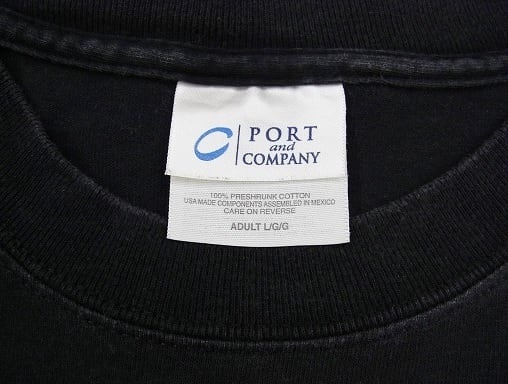 PORT
and
COMPANY
100% PRESHRUNK COTTON
USA MADE COMPONENTS ASSEMBLED IN MEXICO
CARE ON REVERSE
ADULT L/G/G